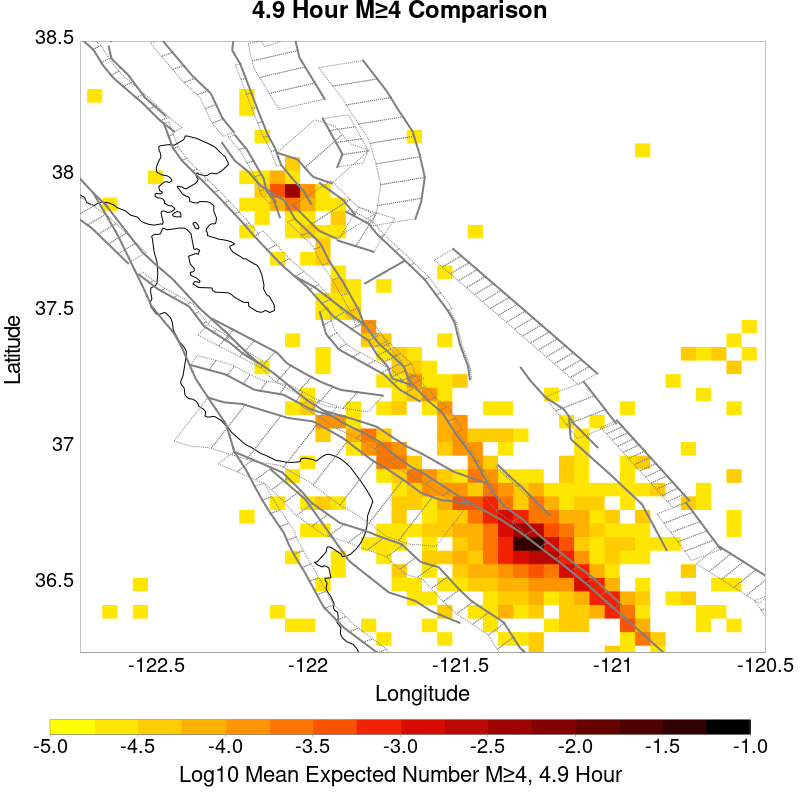 4.9 Hour M≥4 Comparison
38.5
38
37.5
37
36.5
Latitude
-122.5 -122 -121.5 -121 -120.5
Longitude
-5.0 -4.5 -4.0 -3.5 -3.0 -2.5 -2.0 -1.5 -1.0
Log10 Mean Expected Number M≥4, 4.9 Hour